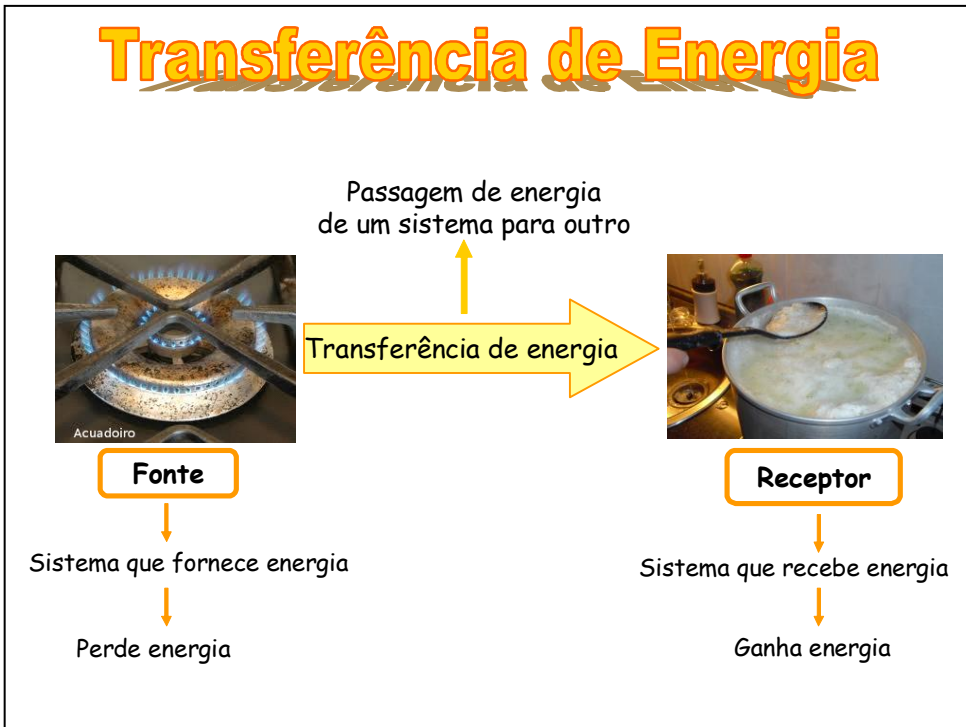 Transferência de Energia
Passagem de energia
de um sistema para outro
Transferência de energia
Acuadoiro
Fonte
Receptor
Sistema que fornece energia
Sistema que recebe energia
Perde energia
Ganha energia